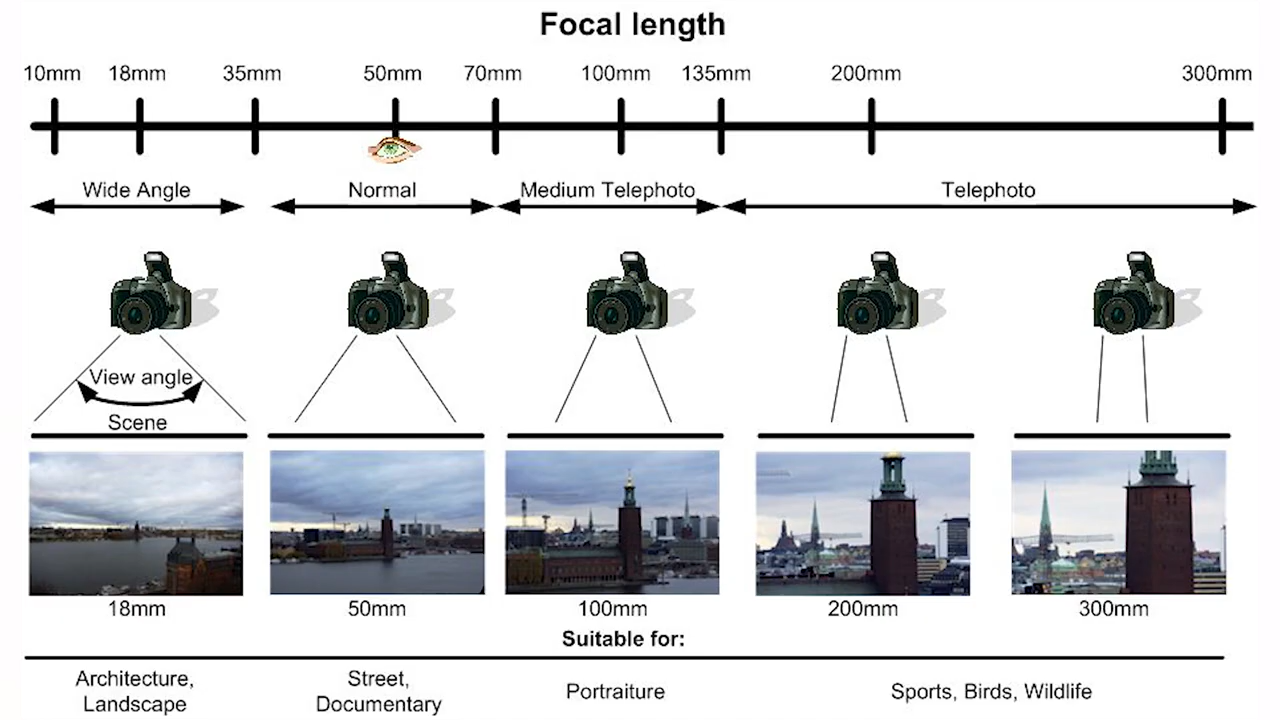 Focal length
10mm 18mm 35mm 50mm 70mm 100mm 135mm 200mm 300mm
Wide Angle Normal Medium Telephoto Telephoto
View angle
Scene
18mm 50mm 100mm 200mm 300mm
Suitable for:
Architecture, Street,
Landscape Documentary Portraiture Sports, Birds, Wildlife